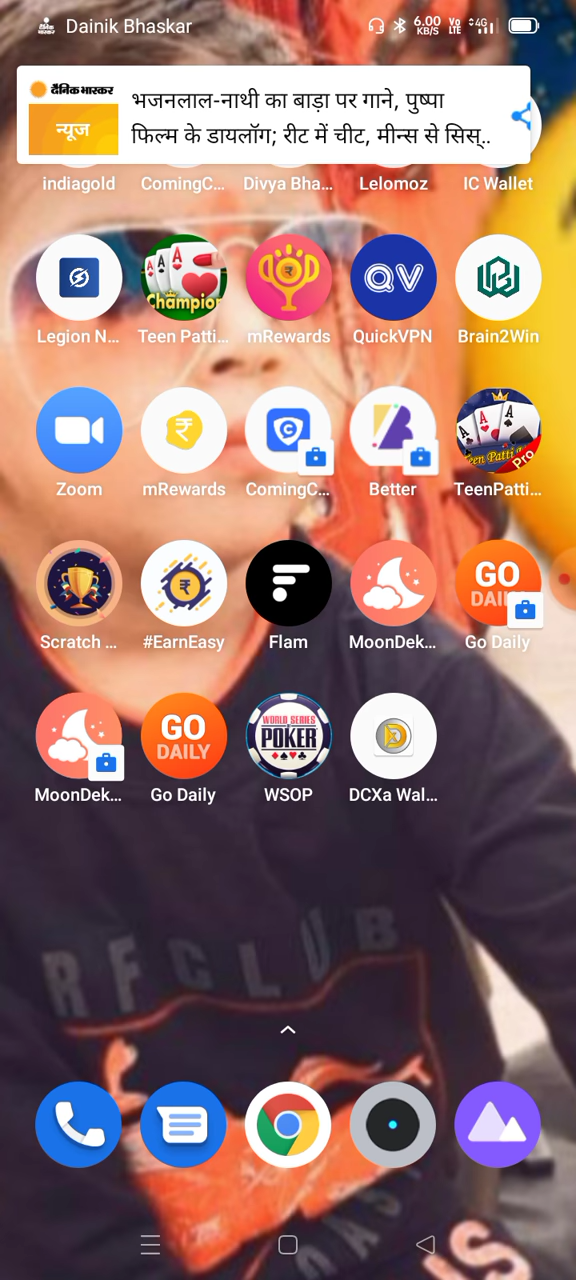 Dainik Bhaskar
6.00
KB/S
Vo
LTE
4G
दैनिक भास्कर
न्यूज
भजनलाल-नाथी का बाड़ा पर गाने, पुष्पा
फिल्म के डायलॉग; रीट में चीट, मीन्स से सिस्..
indiagold ComingC... Divya Bha... Lelomoz IC Wallet
Champion
QV
Legion N... Teen Patti... mRewards QuickVPN Brain2Win
Teen Patti
Pro
Zoom mRewards ComingC... Better TeenPatti...
GO
DAILY
Scratch ... #EarnEasy Flam MoonDek... Go Daily
GO
DAILY
WORLD SERIES
POKER
MoonDek... Go Daily WSOP DCXa Wal...
RFCLUB